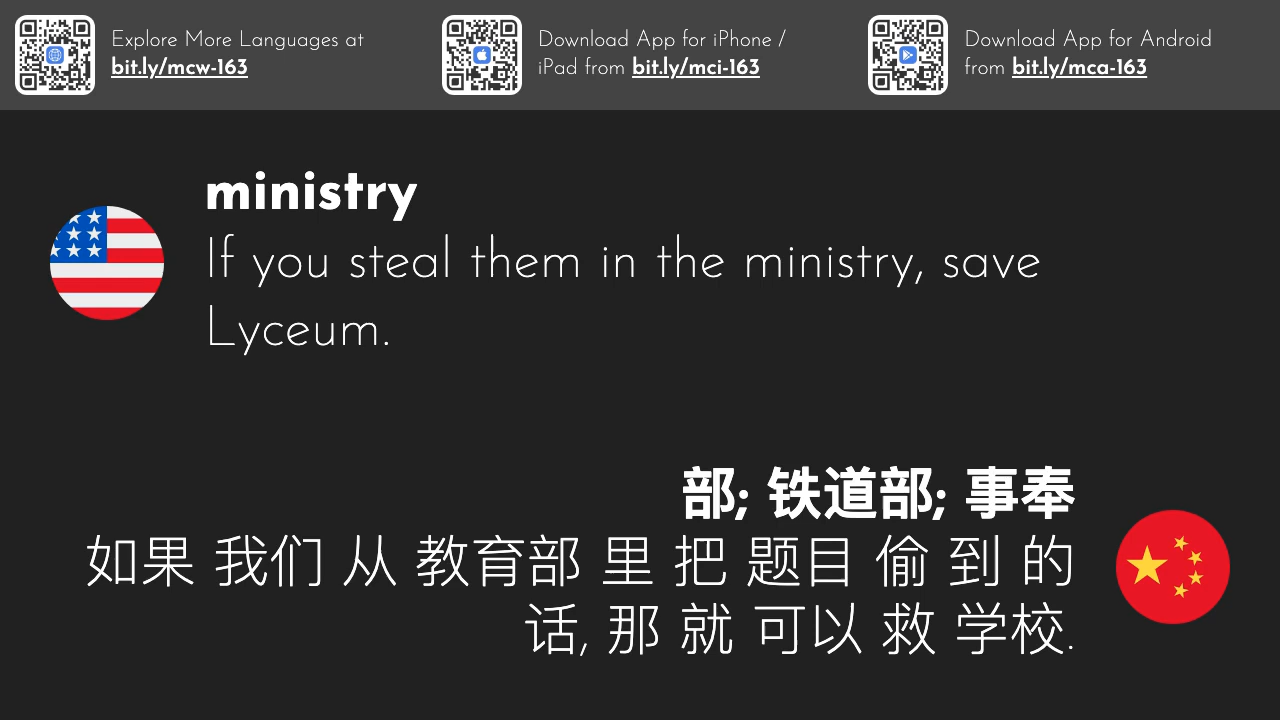 Explore More Languages at
bit.ly/mcw-163
Download App for iPhone /
iPad from bit.ly/mci-163
Download App for Android
from bit.ly/mca-163
ministry
If you steal them in the ministry, save
Lyceum.
部; 铁道部; 事奉
如果 我们 从 教育部 里 把 题目 偷 到 的
话, 那 就 可以 救 学校.